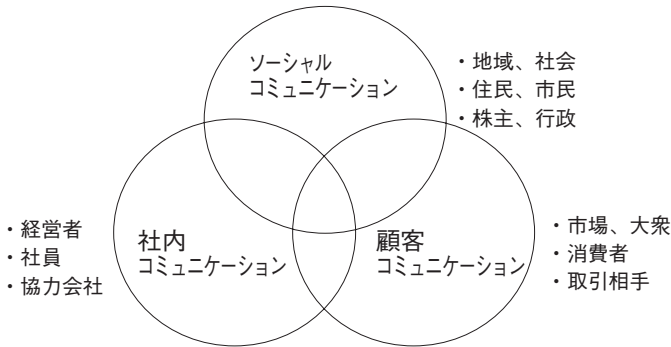 ソーシャル
コミュニケーション
・地域、社会
・住民、市民
・株主、行政
・経営者
・社員
・協力会社
社内
コミュニケーション
顧客
コミュニケーション
・市場、大衆
・消費者
・取引相手